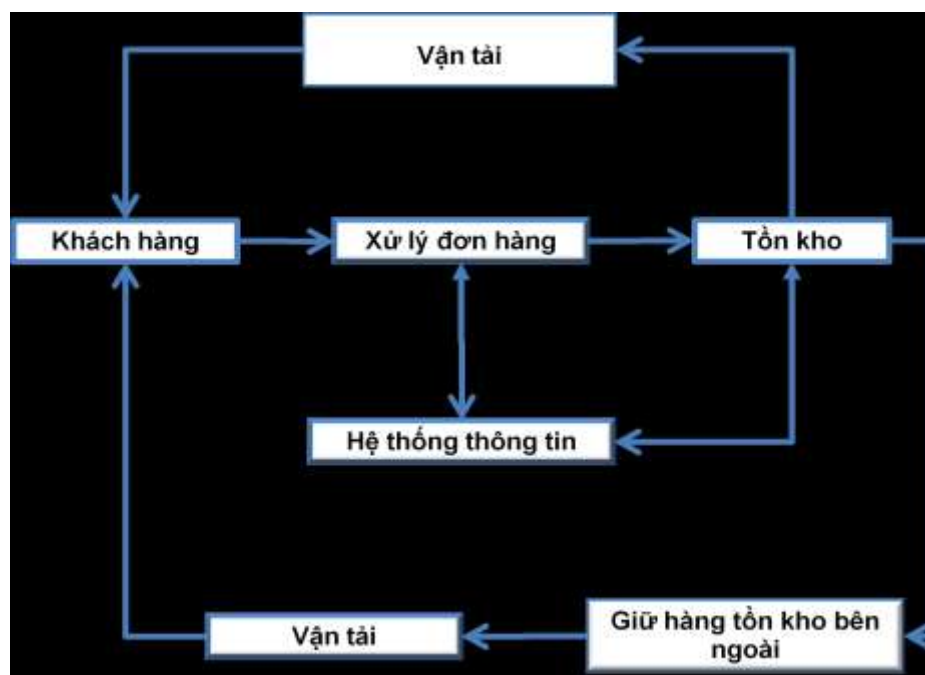 Vận tải
Khách hàng
Xử lý đơn hàng
Tồn kho
Hệ thống thông tin
Vận tải
Giữ hàng tồn kho bên
ngoài